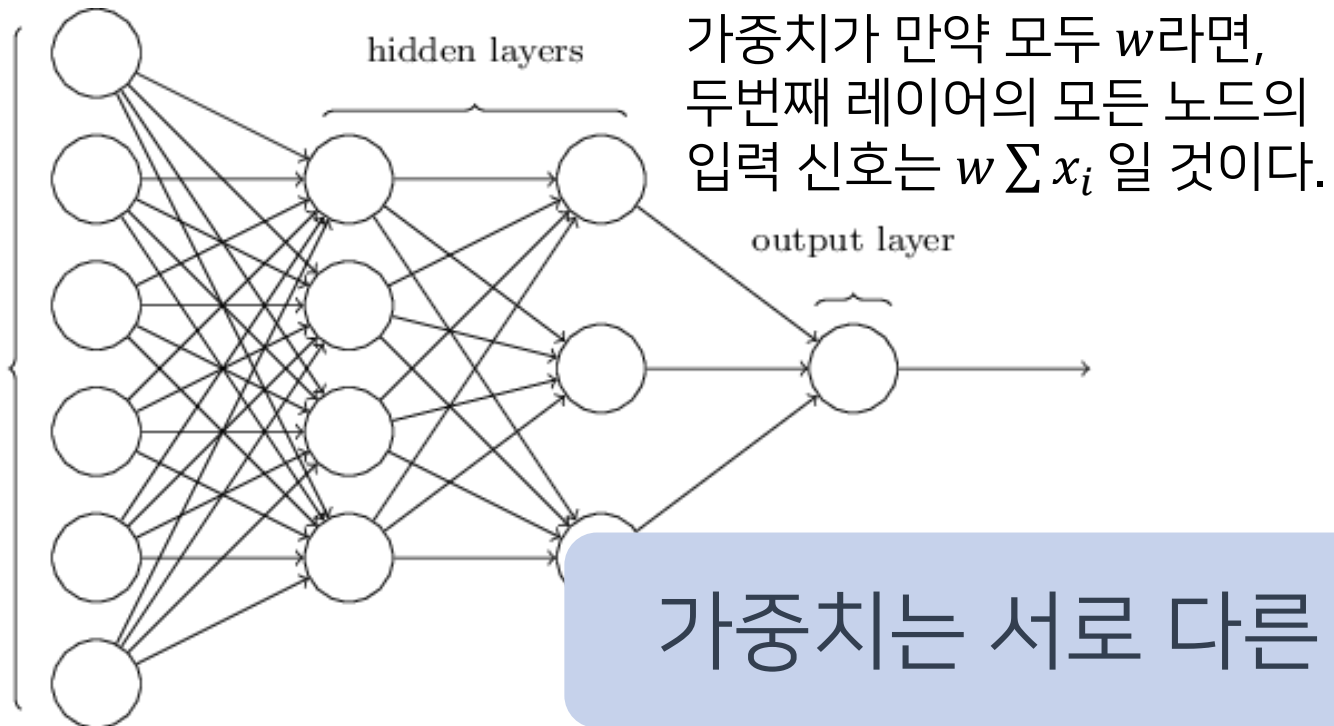 hidden layers
가중치가 만약 모두 w라면,
두번째 레이어의 모든 노드의
입력 신호는 w ∑ xᵢ 일 것이다.
output layer
가중치는 서로 다른